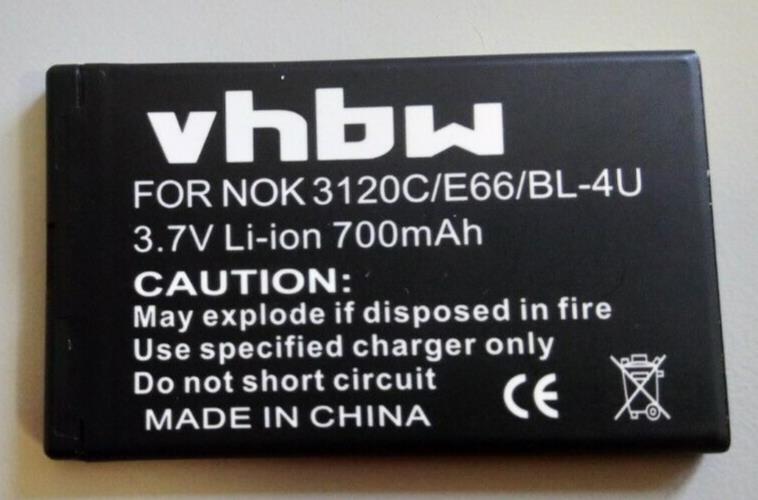 vhbw
FOR NOK 3120C/E66/BL-4U
3.7V Li-ion 700mAh
CAUTION:
May explode if disposed in fire
Use specified charger only
Do not short circuit
MADE IN CHINA
CE